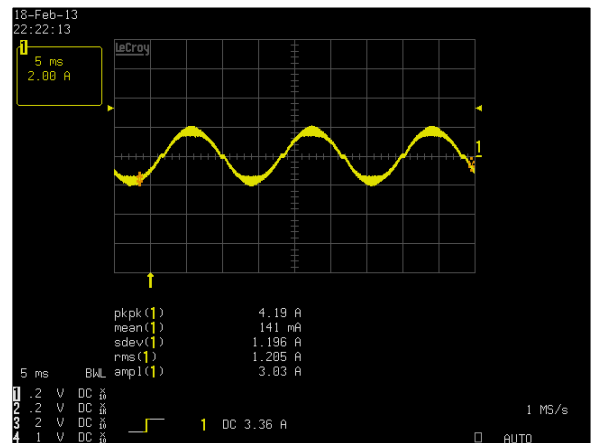 18-Feb-13
22:22:13
1
5 ms
2.00 A
LeCroy
1
pkpk(1) 4.19 A
mean(1) 141 mA
sdev(1) 1.196 A
rms(1) 1.205 A
ampl(1) 3.03 A
5 ms BWL
1 .2 V DC
2 .2 V DC
3 2 V DC
4 1 V DC
1 DC 3.36 A
1 MS/s
AUTO